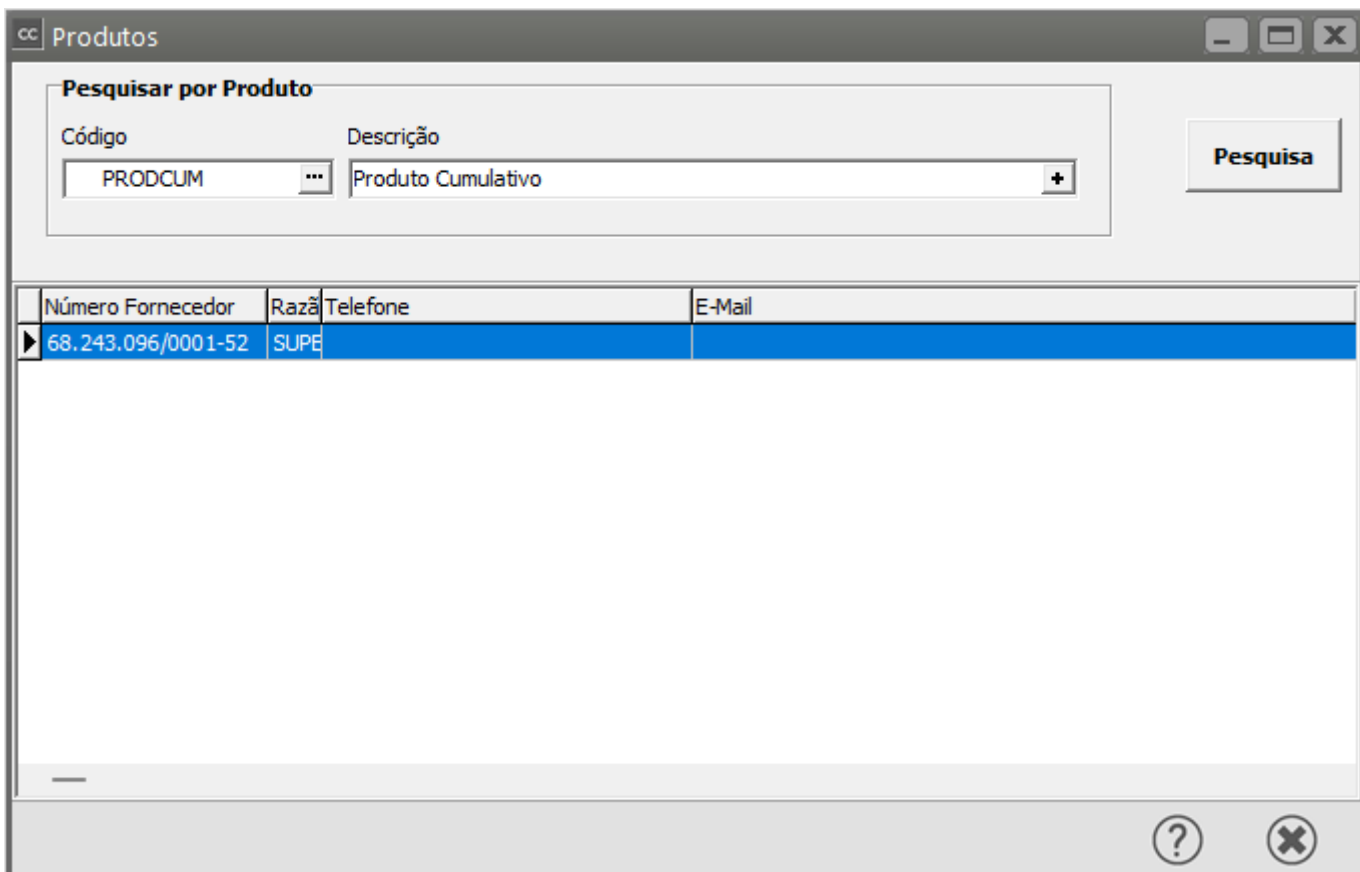 cc Produtos
Pesquisar por Produto
Código Descrição
PRODCUM ... Produto Cumulativo +
Pesquisa
Número Fornecedor Razã Telefone E-Mail
68.243.096/0001-52 SUPE
?